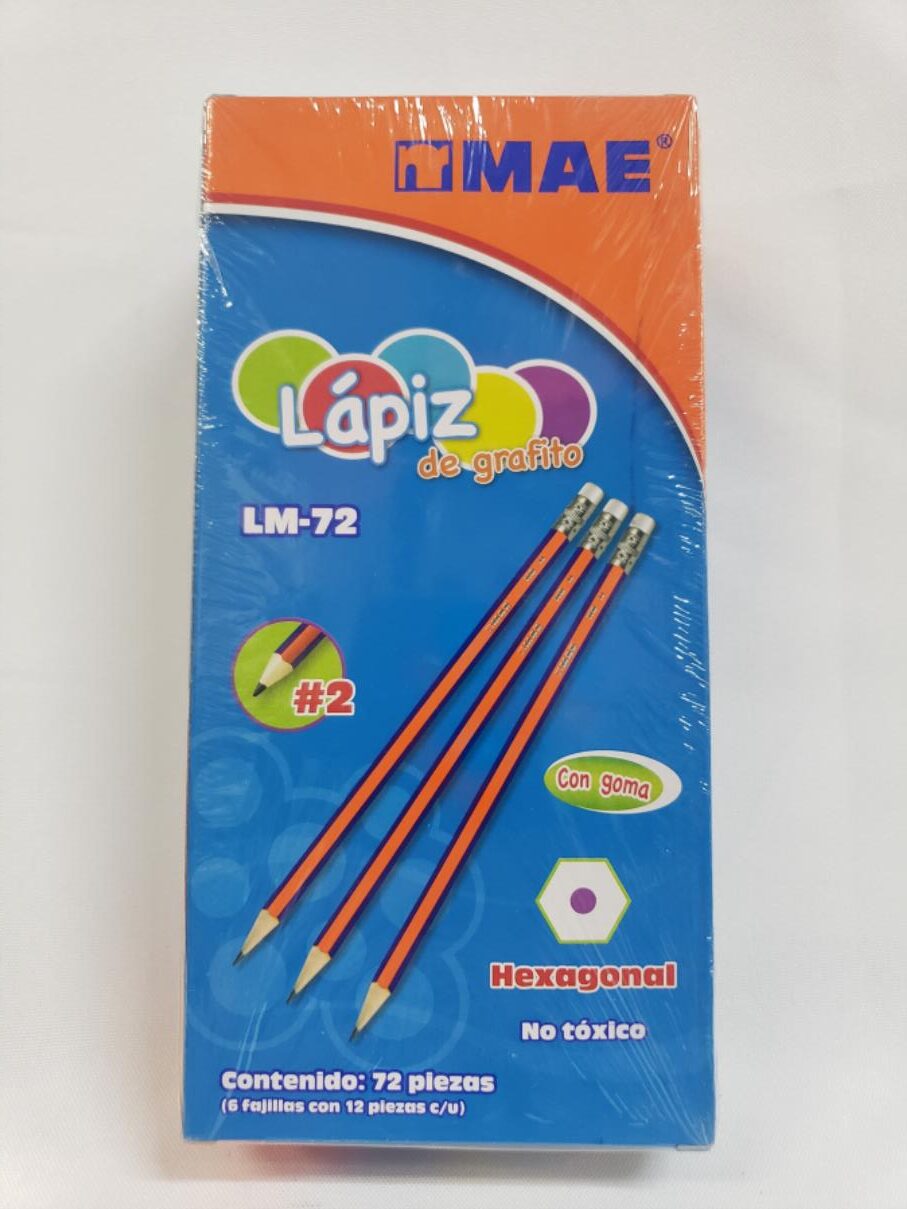 MAE®
Lápiz
de grafito
LM-72
#2
Con goma
Hexagonal
No tóxico
Contenido: 72 piezas
(6 fajillas con 12 piezas c/u)